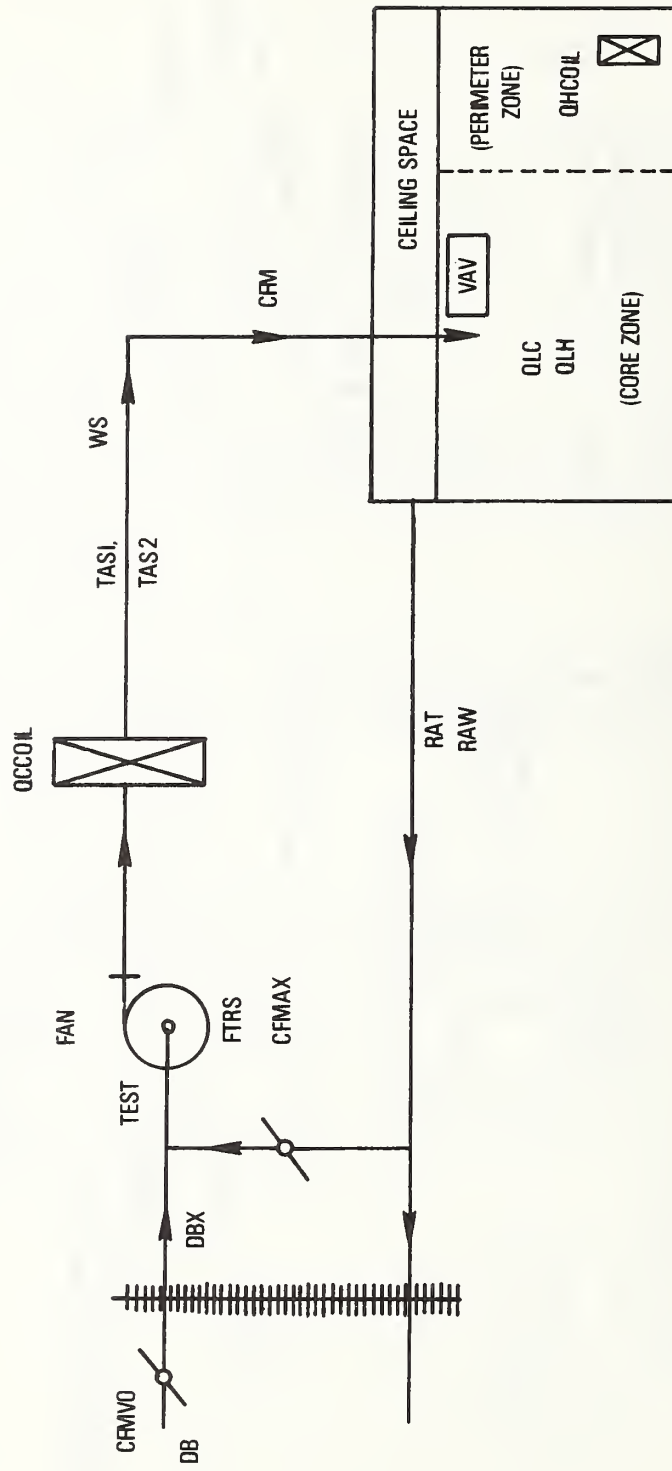 QCCOIL
FAN
TEST
FTRS
CFMAX
DBX
CFMVO
DB
TAS1,
TAS2
WS
CFM
RAT
RAW
CEILING SPACE
VAV
QLC
QLH
(CORE ZONE)
(PERIMETER
ZONE)
QHCOIL